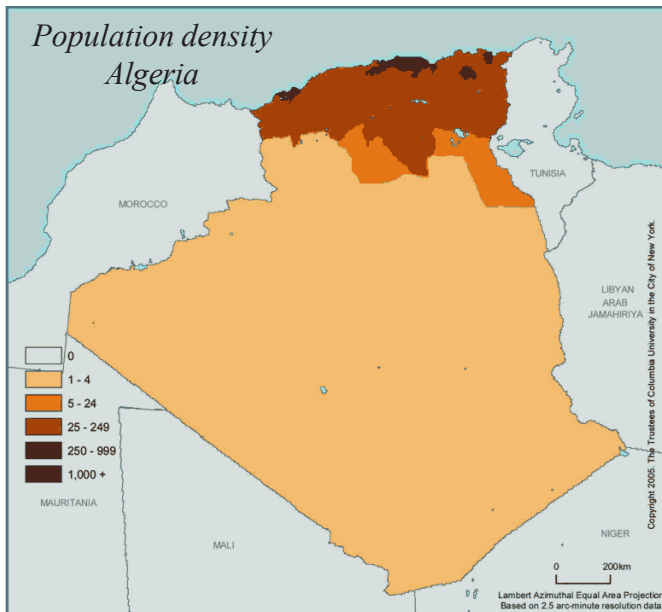 Population density
Algeria
MOROCCO
TUNISIA
LIBYAN
ARAB
JAMAHIRIYA
0
1 - 4
5 - 24
25 - 249
250 - 999
1,000 +
MAURITANIA
MALI
NIGER
0 200km
Lambert Azimuthal Equal Area Projection
Based on 2.5 arc-minute resolution data
Copyright 2005. The Trustees of Columbia University in the City of New York.